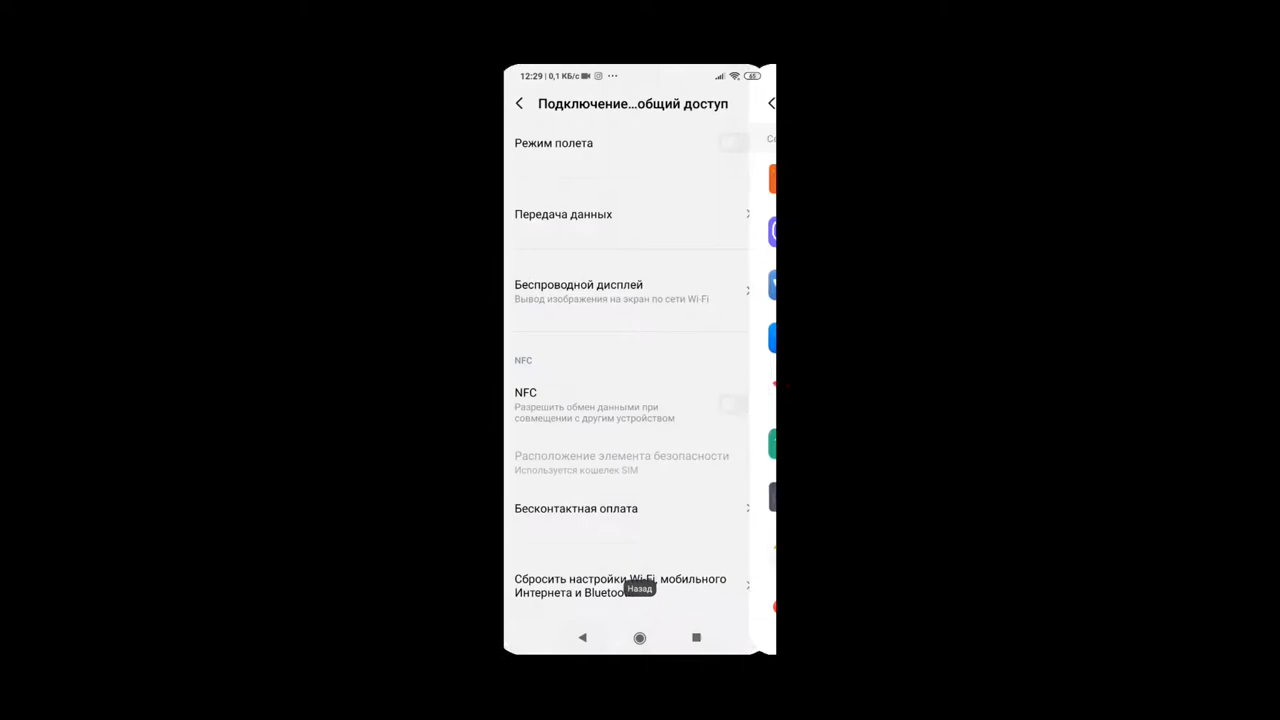 12:29 | 0,1 КБ/с ...
65
Подключение...общий доступ
Режим полета
Передача данных
Беспроводной дисплей
Вывод изображения на экран по сети Wi-Fi
NFC
NFC
Разрешить обмен данными при
совмещении с другим устройством
Расположение элемента безопасности
Используется кошелек SIM
Бесконтактная оплата
Сбросить настройки Wi-Fi, мобильного
Интернета и Bluetoo
Назад